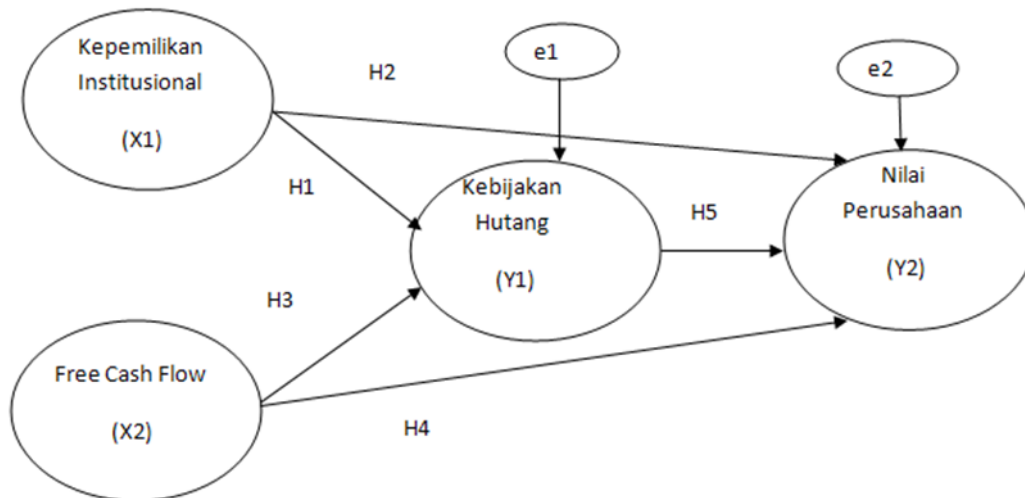 Kepemilikan
Institusional
(X1)
H2
e1
e2
H1
Kebijakan
Hutang
(Y1)
H5
Nilai
Perusahaan
(Y2)
H3
Free Cash Flow
(X2)
H4